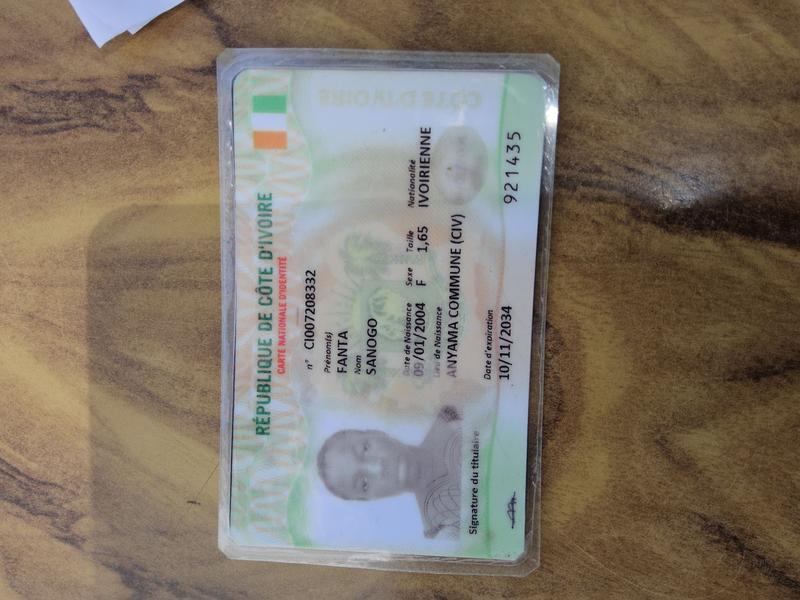 CÔTE D'IVOIRE
RÉPUBLIQUE DE CÔTE D'IVOIRE
CARTE NATIONALE D'IDENTITÉ
n° CI007208332
Prénom(s)
FANTA
Nom
SANOGO
Date de Naissance Sexe Taille Nationalité
09/01/2004 F 1,65 IVOIRIENNE
Lieu de Naissance
ANYAMA COMMUNE (CIV)
Date d'expiration
10/11/2034
921435
Signature du titulaire